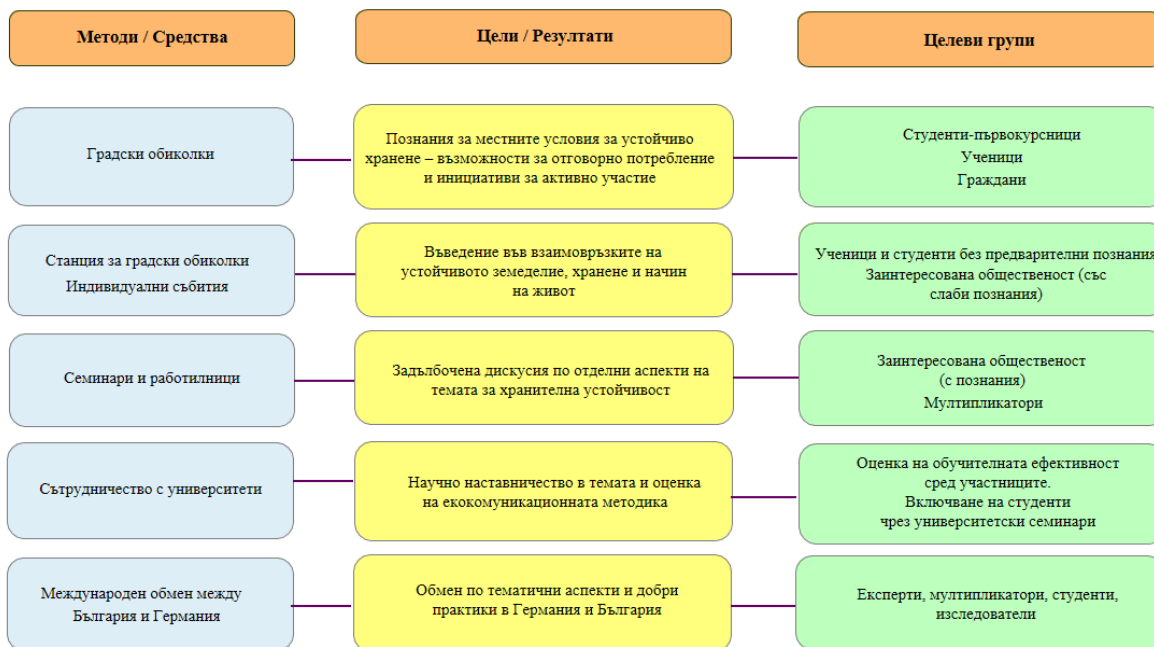 Методи / Средства
Цели / Резултати
Целеви групи
Градски обиколки
Познания за местните условия за устойчиво
хранене – възможности за отговорно потребление
и инициативи за активно участие
Студенти-първокурсници
Ученици
Граждани
Станция за градски обиколки
Индивидуални събития
Въведение във взаимовръзките на
устойчивото земеделие, хранене и начин
на живот
Ученици и студенти без предварителни познания
Заинтересована общественост (със
слаби познания)
Семинари и работилници
Задълбочена дискусия по отделни аспекти на
темата за хранителна устойчивост
Заинтересована общественост
(с познания)
Мултипликатори
Сътрудничество с университети
Научно наставничество в темата и оценка
на екокомуникационната методика
Оценка на обучителната ефективност
сред участниците.
Включване на студенти
чрез университетски семинари
Международен обмен между
България и Германия
Обмен по тематични аспекти и добри
практики в Германия и България
Експерти, мултипликатори, студенти,
изследователи